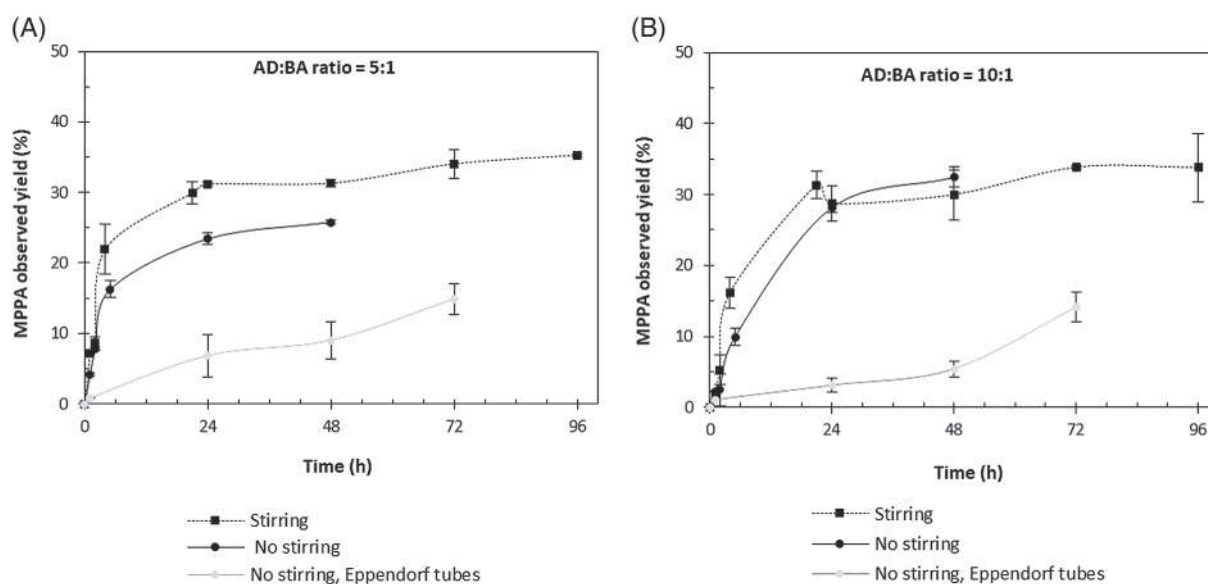 (A)
AD:BA ratio = 5:1
MPPA observed yield (%)
50
40
30
20
10
0
0 24 48 72 96
Time (h)
Stirring
No stirring
No stirring, Eppendorf tubes
(B)
AD:BA ratio = 10:1
MPPA observed yield (%)
50
40
30
20
10
0
0 24 48 72 96
Time (h)
Stirring
No stirring
No stirring, Eppendorf tubes